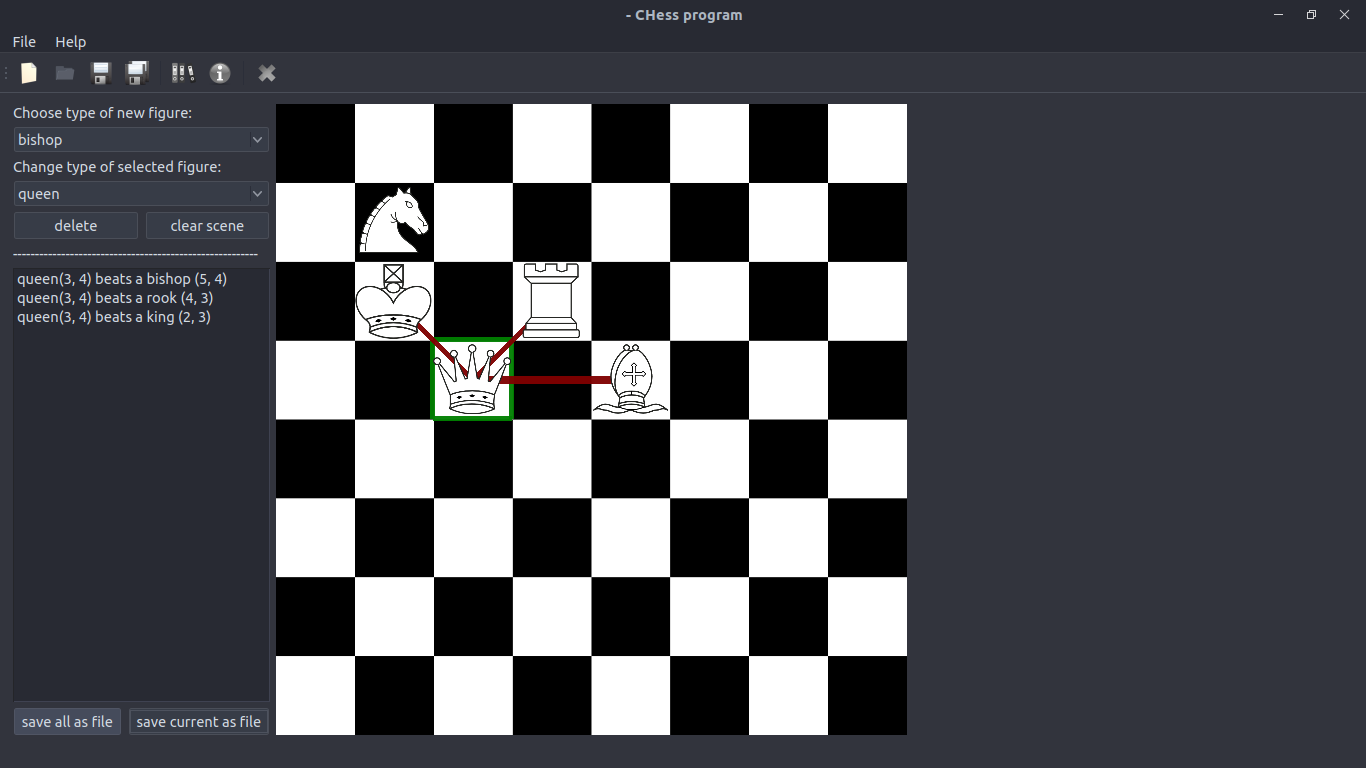 - CHess program
File Help
Choose type of new figure:
bishop
Change type of selected figure:
queen
delete clear scene
--------------------------------------------------------
queen(3, 4) beats a bishop (5, 4)
queen(3, 4) beats a rook (4, 3)
queen(3, 4) beats a king (2, 3)
save all as file save current as file